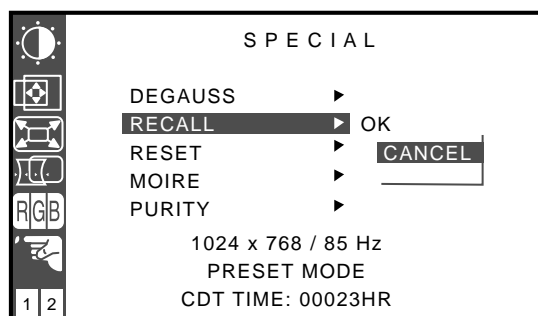 SPECIAL
DEGAUSS
RECALL OK
RESET CANCEL
MOIRE
PURITY
RGB
1024 x 768 / 85 Hz
PRESET MODE
1 2 CDT TIME: 00023HR